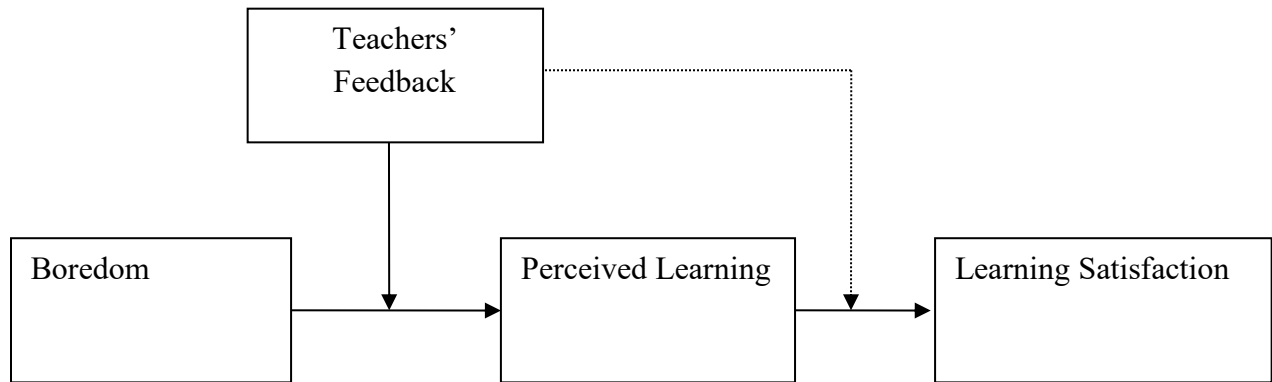 Teachers’
Feedback
Boredom
Perceived Learning
Learning Satisfaction